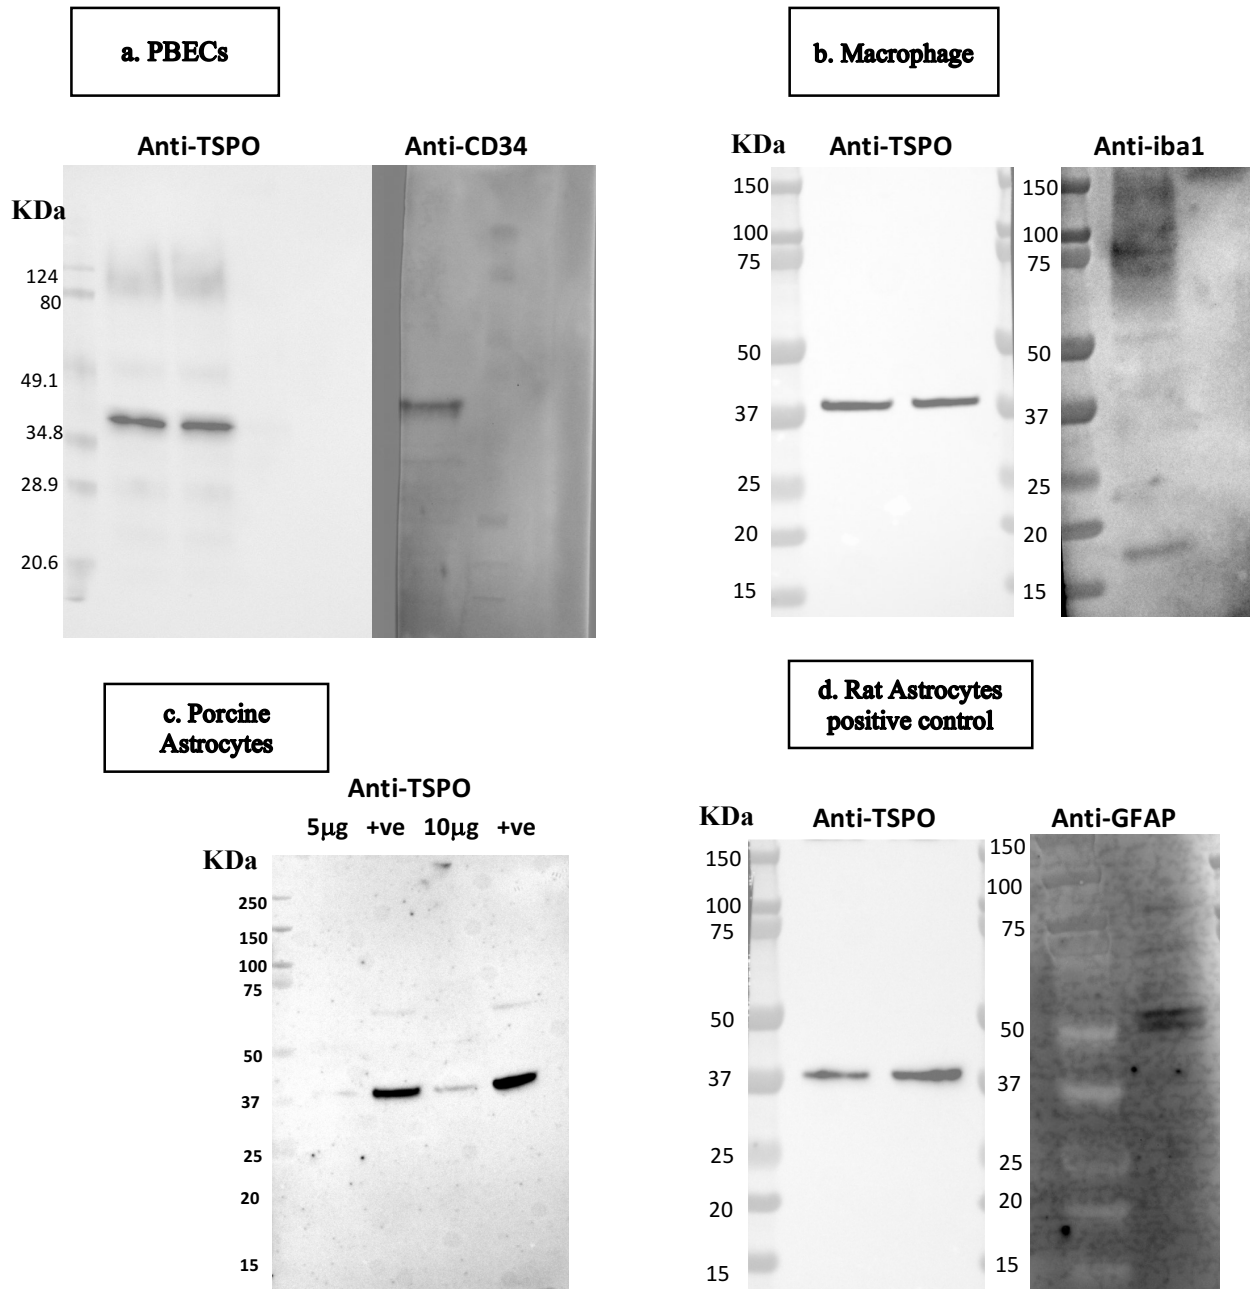 a. PBECs
Anti-TSPO
Anti-CD34
KDa
124
80
49.1
34.8
28.9
20.6
b. Macrophage
KDa
Anti-TSPO
Anti-iba1
150
100
75
50
37
25
20
15
150
100
75
50
37
25
20
15
c. Porcine
Astrocytes
Anti-TSPO
5µg +ve 10µg +ve
KDa
250
150
100
75
50
37
25
20
15
d. Rat Astrocytes
positive control
KDa
Anti-TSPO
Anti-GFAP
150
100
75
50
37
25
20
15
150
100
75
50
37
25
20
15